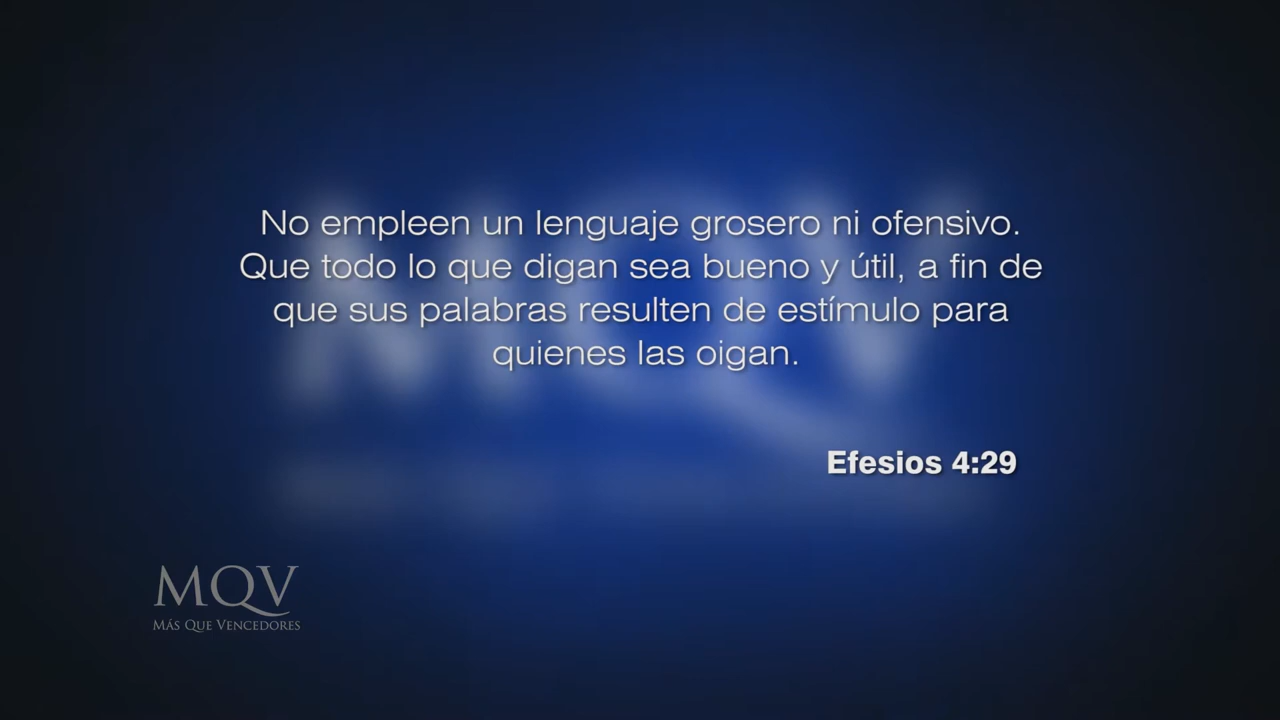 No empleen un lenguaje grosero ni ofensivo.
Que todo lo que digan sea bueno y útil, a fin de
que sus palabras resulten de estímulo para
quienes las oigan.
Efesios 4:29
MQV
MÁS QUE VENCEDORES